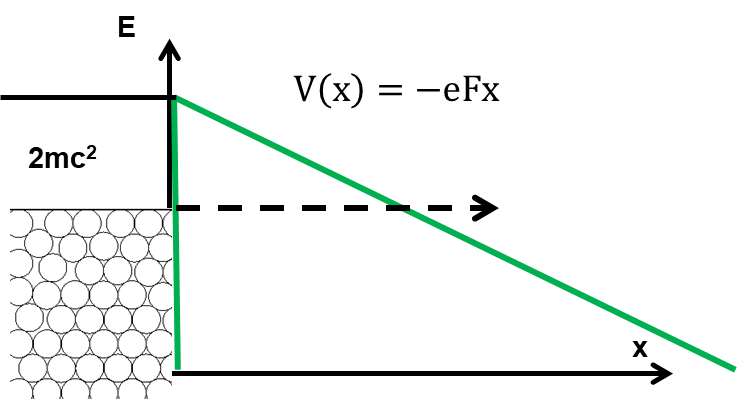 E
V(x) = −eFx
2mc²
x